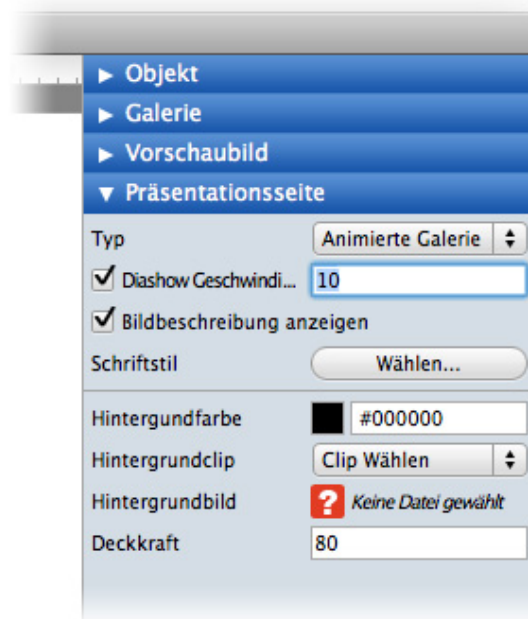 Objekt
Galerie
Vorschaubild
Präsentationsseite
Typ Animierte Galerie
Diashow Geschwindi... 10
Bildbeschreibung anzeigen
Schriftstil Wählen...
Hintergundfarbe #000000
Hintergrundclip Clip Wählen
Hintergrundbild ? Keine Datei gewählt
Deckkraft 80